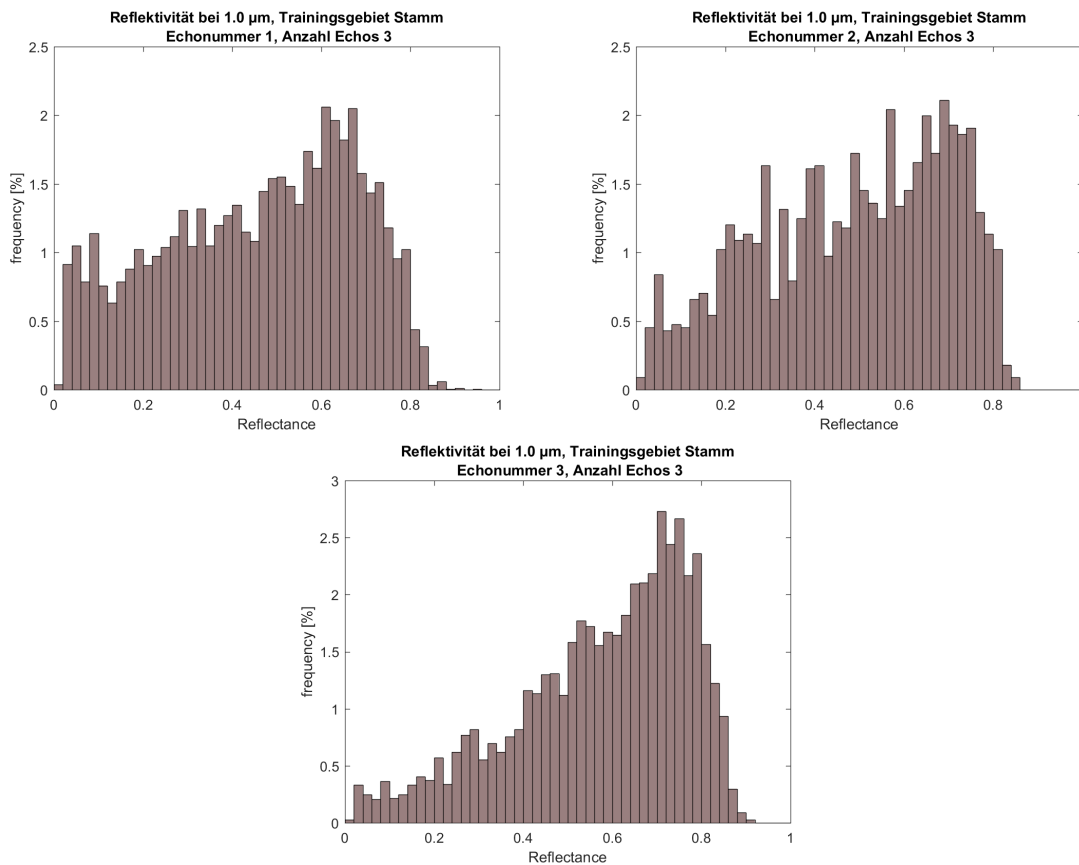 Reflektivität bei 1.0 µm, Trainingsgebiet Stamm
Echonummer 1, Anzahl Echos 3
frequency [%]
2.5
2
1.5
1
0.5
0
0 0.2 0.4 0.6 0.8 1
Reflectance
Reflektivität bei 1.0 µm, Trainingsgebiet Stamm
Echonummer 2, Anzahl Echos 3
frequency [%]
2.5
2
1.5
1
0.5
0
0 0.2 0.4 0.6 0.8
Reflectance
Reflektivität bei 1.0 µm, Trainingsgebiet Stamm
Echonummer 3, Anzahl Echos 3
frequency [%]
3
2.5
2
1.5
1
0.5
0
0 0.2 0.4 0.6 0.8 1
Reflectance